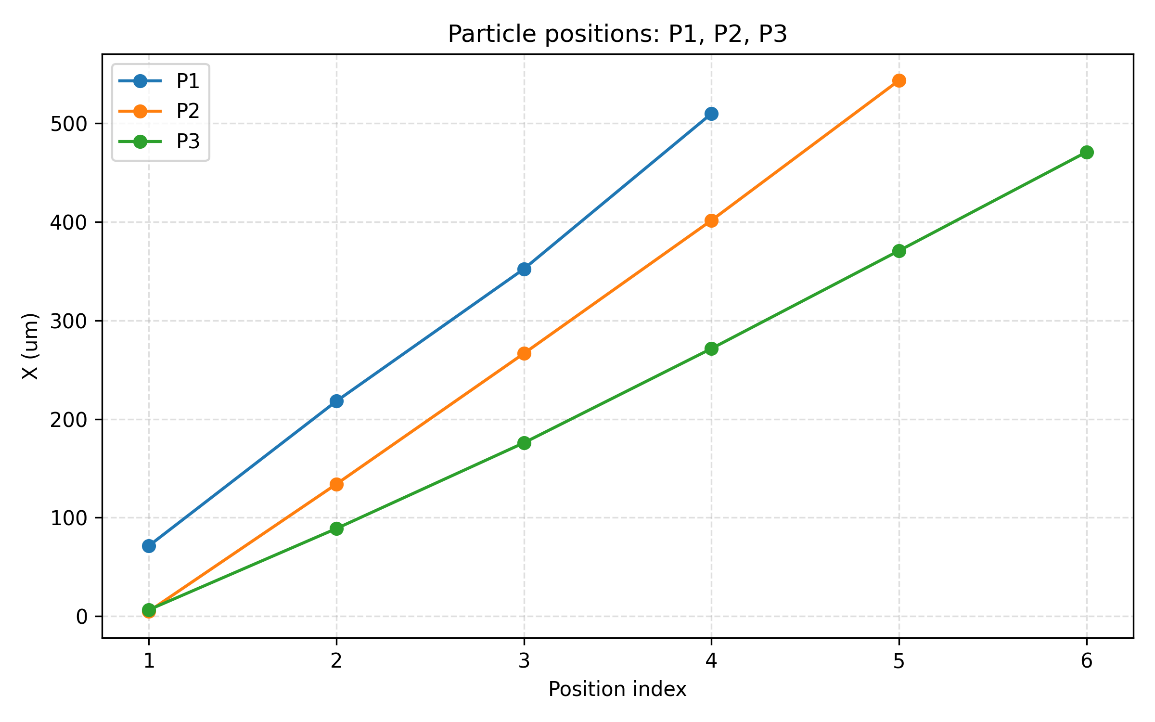 Particle positions: P1, P2, P3
P1
P2
P3
500
400
300
200
100
0
X (um)
1 2 3 4 5 6
Position index